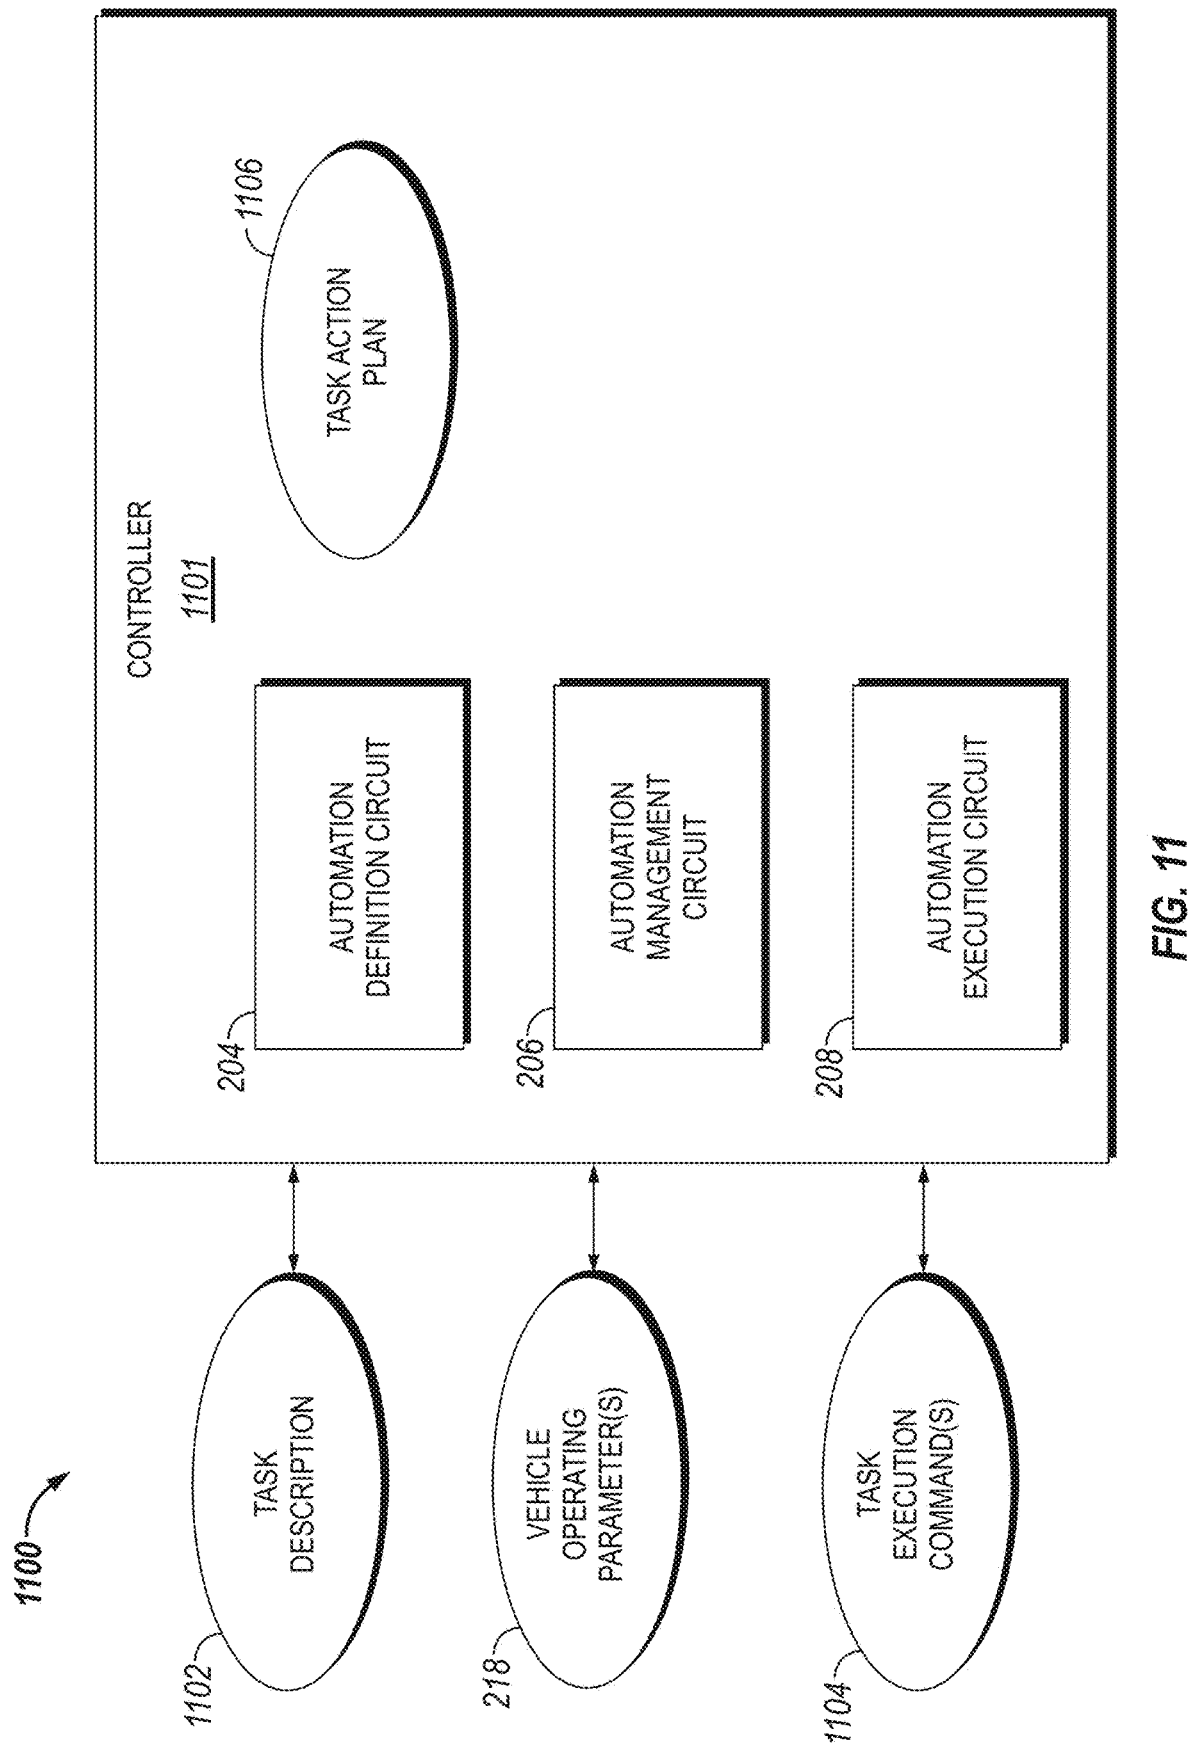 1100
CONTROLLER
1101
1102
TASK
DESCRIPTION
204
AUTOMATION
DEFINITION CIRCUIT
1106
TASK ACTION
PLAN
218
VEHICLE
OPERATING
PARAMETER(S)
206
AUTOMATION
MANAGEMENT
CIRCUIT
1104
TASK
EXECUTION
COMMAND(S)
208
AUTOMATION
EXECUTION CIRCUIT
FIG. 11